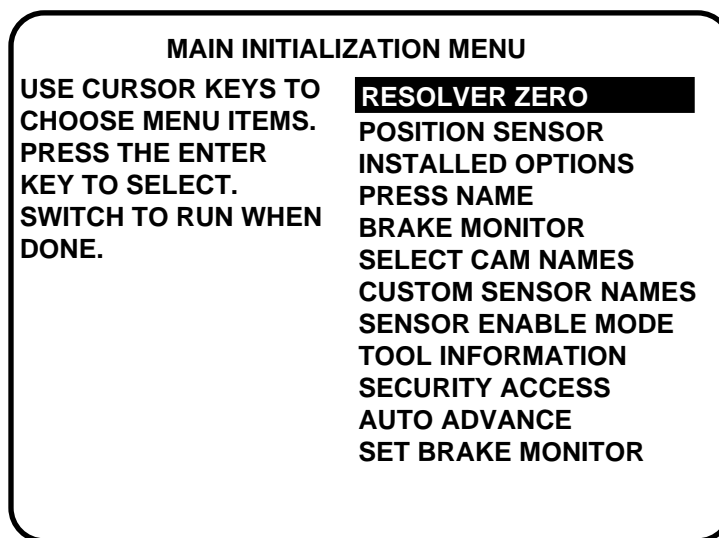 MAIN INITIALIZATION MENU
USE CURSOR KEYS TO
CHOOSE MENU ITEMS.
PRESS THE ENTER
KEY TO SELECT.
SWITCH TO RUN WHEN
DONE.
RESOLVER ZERO
POSITION SENSOR
INSTALLED OPTIONS
PRESS NAME
BRAKE MONITOR
SELECT CAM NAMES
CUSTOM SENSOR NAMES
SENSOR ENABLE MODE
TOOL INFORMATION
SECURITY ACCESS
AUTO ADVANCE
SET BRAKE MONITOR